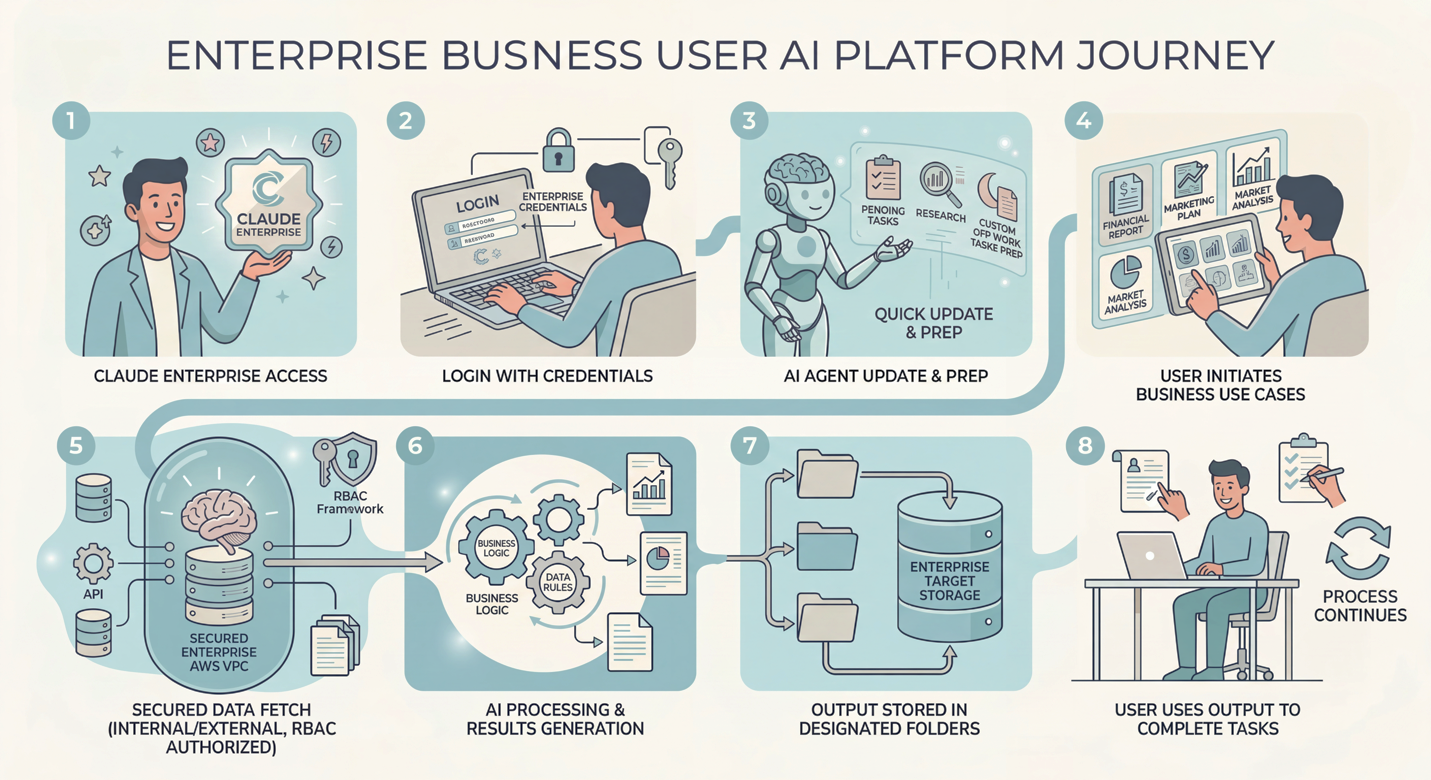 ENTERPRISE BUSNESS USER AI PLATFORM JOURNEY
1
CLAUDE
ENTERPRISE
CLAUDE ENTERPRISE ACCESS
2
LOGIN
ENTERPRISE
CREDENTIALS
LOGIN WITH CREDENTIALS
3
PENDING
TASKS
RESEARCH
CUSTOM
OFP WORK
TASKE PREP
QUICK UPDATE
& PREP
AI AGENT UPDATE & PREP
4
FINANCIAL
REPORT
MARKETING
PLAN
MARKET
ANALYSIS
MARKET
ANALYSIS
USER INITIATES
BUSINESS USE CASES
5
API
RBAC
Framework
SECURED
ENTERPRISE
AWS VPC
SECURED DATA FETCH
(INTERNAL/EXTERNAL, RBAC
AUTHORIZED)
6
BUSINESS
LOGIC
DATA
RULES
BUSINESS
LOGIC
AI PROCESSING &
RESULTS GENERATION
7
ENTERPRISE
TARGET
STORAGE
OUTPUT STORED IN
DESIGNATED FOLDERS
8
PROCESS
CONTINUES
USER USES OUTPUT TO
COMPLETE TASKS